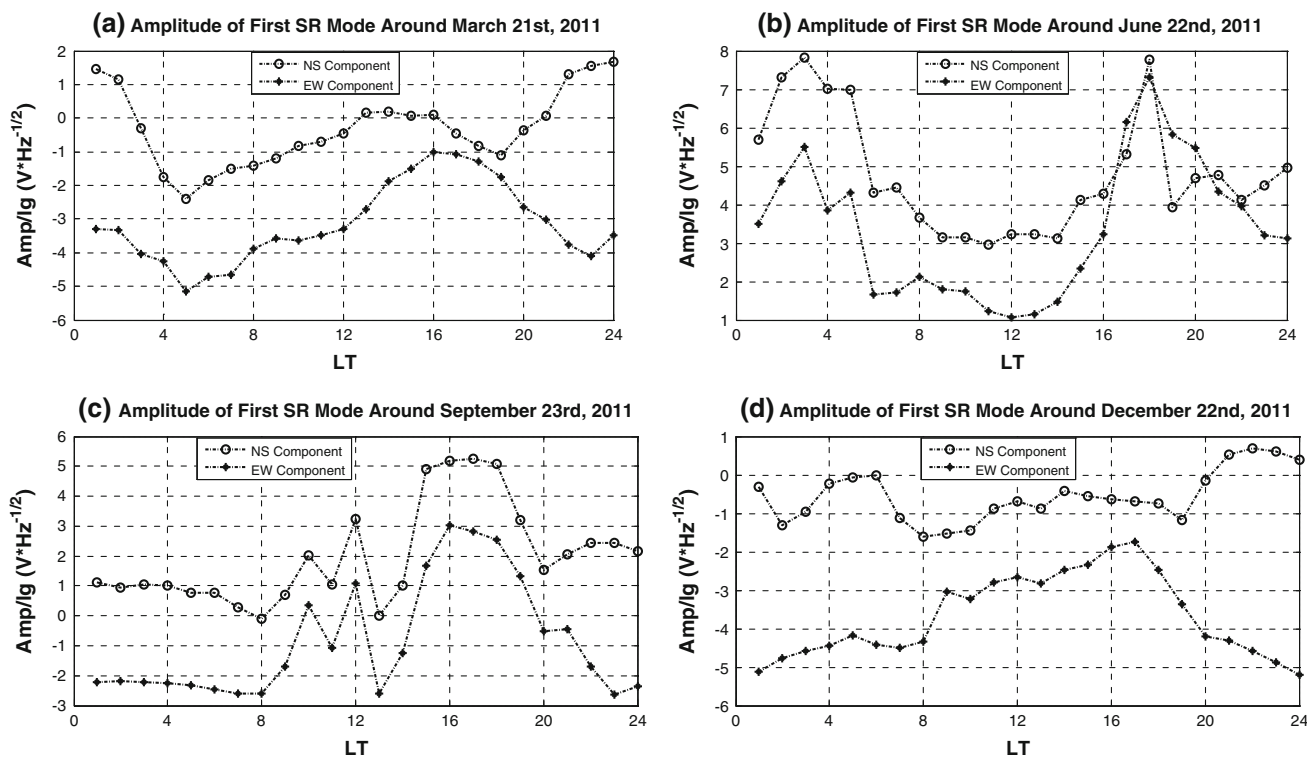 (a) Amplitude of First SR Mode Around March 21st, 2011
2
1
0
-1
-2
-3
-4
-5
-6
Amp/lg (V*Hz^-1/2)
NS Component
EW Component
0 4 8 12 16 20 24
LT
(b) Amplitude of First SR Mode Around June 22nd, 2011
8
7
6
5
4
3
2
1
Amp/lg (V*Hz^-1/2)
NS Component
EW Component
0 4 8 12 16 20 24
LT
(c) Amplitude of First SR Mode Around September 23rd, 2011
6
5
4
3
2
1
0
-1
-2
-3
Amp/lg (V*Hz^-1/2)
NS Component
EW Component
0 4 8 12 16 20 24
LT
(d) Amplitude of First SR Mode Around December 22nd, 2011
1
0
-1
-2
-3
-4
-5
-6
Amp/lg (V*Hz^-1/2)
NS Component
EW Component
0 4 8 12 16 20 24
LT